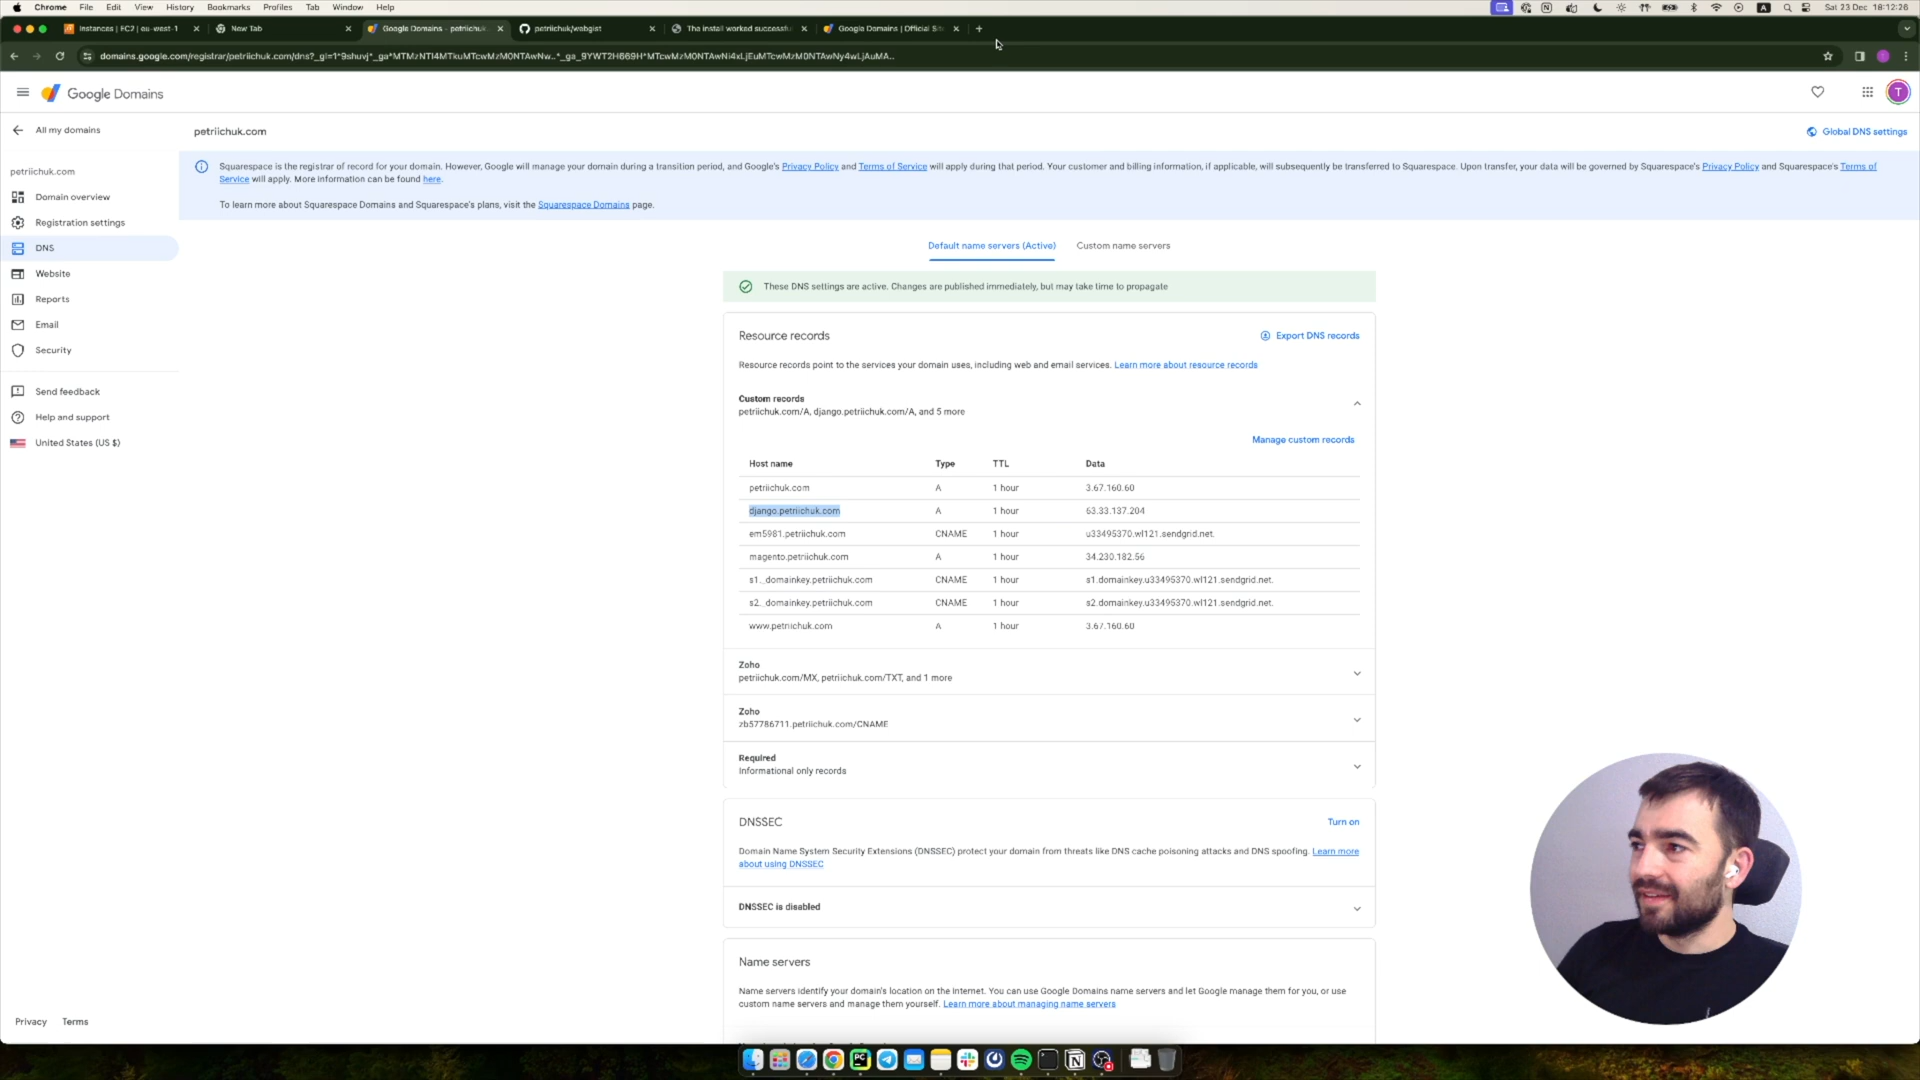 Chrome File Edit View History Bookmarks Profiles Tab Window Help
A
Sat 23 Dec 18:12:26
Instances | EC2 | eu-west-1
New Tab
Google Domains - petriichuk.
petriichuk/webgist
The install worked successfu
Google Domains | Official Si
Google Domains
T
All my domains
petriichuk.com
Global DNS settings
Squarespace is the registrar of record for your domain. However, Google will manage your domain during a transition period, and Google's Privacy Policy and Terms of Service will apply during that period. Your customer and billing information, if applicable, will subsequently be transferred to Squarespace. Upon transfer, your data will be governed by Squarespace's Privacy Policy and Squarespace's Terms of
Service will apply. More information can be found here.
To learn more about Squarespace Domains and Squarespace's plans, visit the Squarespace Domains page.
petriichuk.com
Domain overview
Registration settings
DNS
Website
Reports
Email
Security
Send feedback
Help and support
United States (US $)
Default name servers (Active)
Custom name servers
These DNS settings are active. Changes are published immediately, but may take time to propagate
Resource records
Export DNS records
Resource records point to the services your domain uses, including web and email services. Learn more about resource records
Custom records
petriichuk.com/A, django.petriichuk.com/A, and 5 more
Manage custom records
Host name Type TTL Data
petriichuk.com A 1 hour 3.67.160.60
django.petriichuk.com A 1 hour 63.33.137.204
em5981.petriichuk.com CNAME 1 hour u33495370.wl121.sendgrid.net.
magento.petriichuk.com A 1 hour 34.230.182.56
s1._domainkey.petriichuk.com CNAME 1 hour s1.domainkey.u33495370.wl121.sendgrid.net.
s2._domainkey.petriichuk.com CNAME 1 hour s2.domainkey.u33495370.wl121.sendgrid.net.
www.petriichuk.com A 1 hour 3.67.160.60
Zoho
petriichuk.com/MX, petriichuk.com/TXT, and 1 more
Zoho
zb57786711.petriichuk.com/CNAME
Required
Informational only records
DNSSEC
Turn on
Domain Name System Security Extensions (DNSSEC) protect your domain from threats like DNS cache poisoning attacks and DNS spoofing. Learn more
about using DNSSEC
DNSSEC is disabled
Name servers
Name servers identify your domain's location on the Internet. You can use Google Domains name servers and let Google manage them for you, or use
custom name servers and manage them yourself. Learn more about managing name servers
Privacy Terms
PC
N